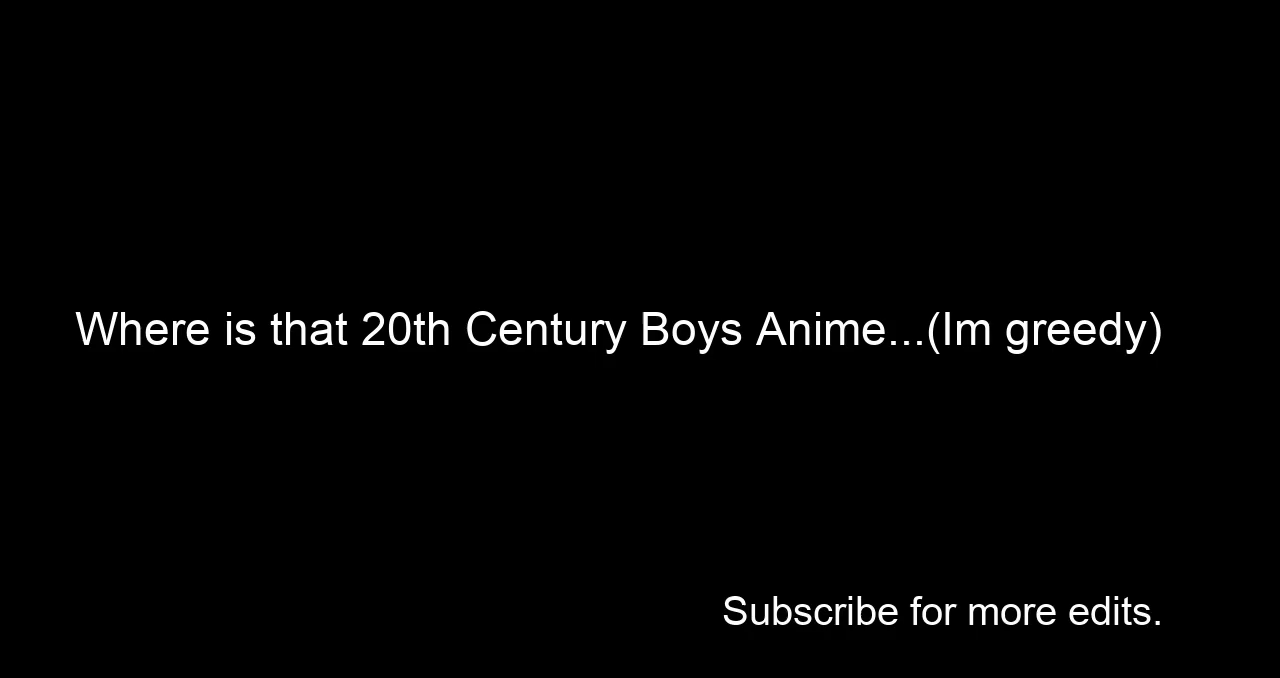 Where is that 20th Century Boys Anime...(Im greedy)
Subscribe for more edits.